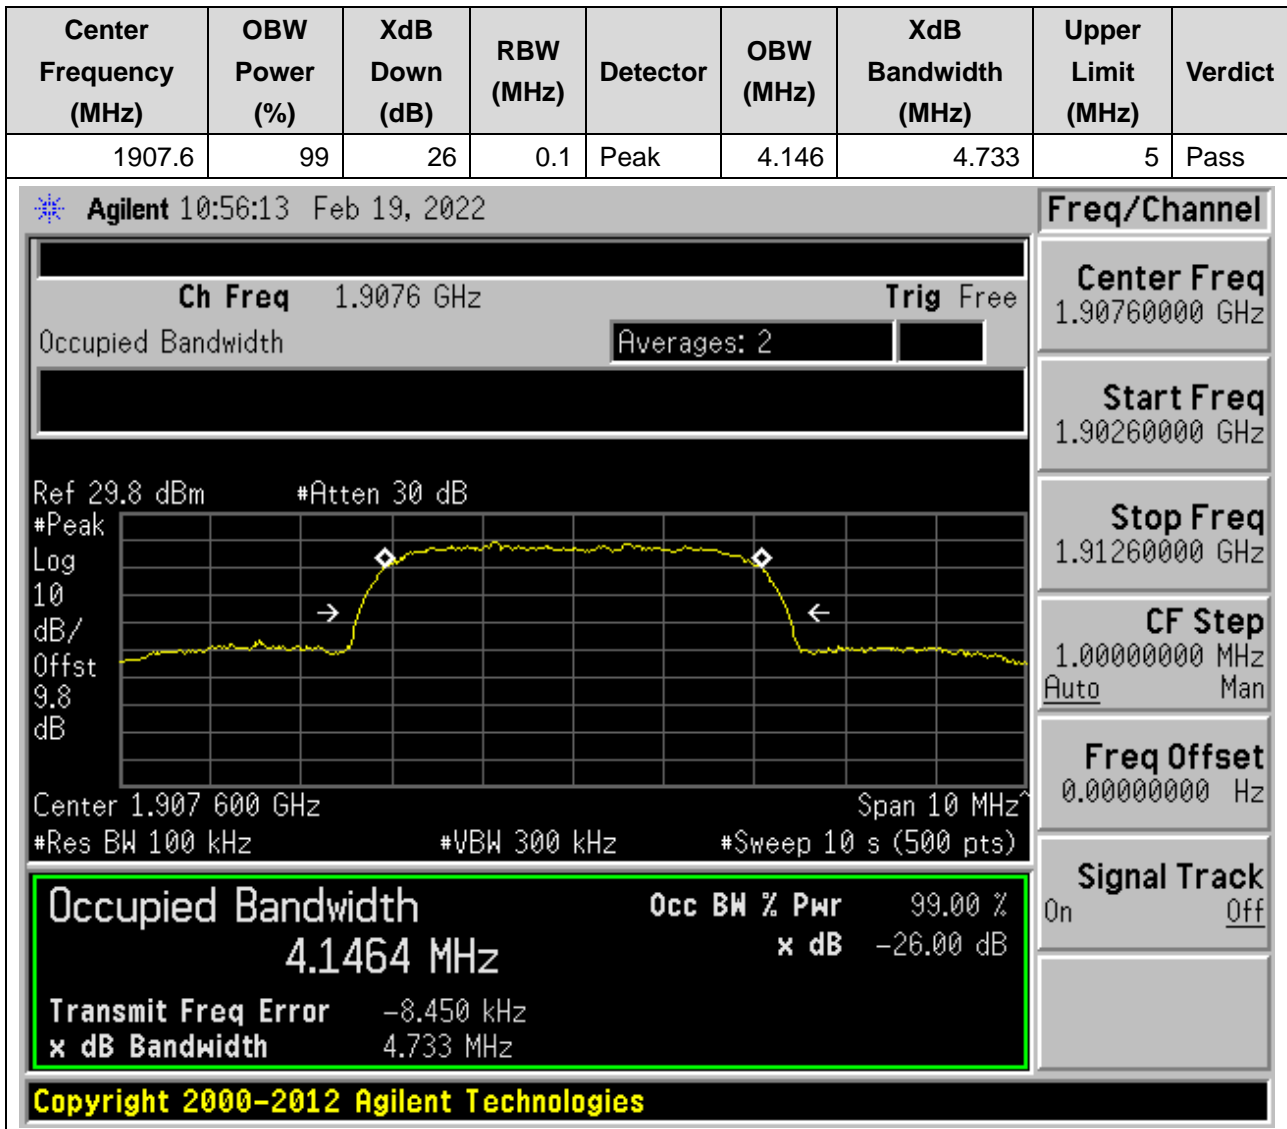 Center Frequency (MHz) OBW Power (%) XdB Down (dB) RBW (MHz) Detector OBW (MHz) XdB Bandwidth (MHz) Upper Limit (MHz) Verdict
1907.6 99 26 0.1 Peak 4.146 4.733 5 Pass
Agilent 10:56:13 Feb 19, 2022
Ch Freq 1.9076 GHz Trig Free
Occupied Bandwidth Averages: 2
Ref 29.8 dBm #Atten 30 dB
#Peak
Log
10
dB/
Offst
9.8
dB
Center 1.907 600 GHz Span 10 MHz^
#Res BW 100 kHz #VBW 300 kHz #Sweep 10 s (500 pts)
Occupied Bandwidth Occ BW % Pwr 99.00 %
4.1464 MHz x dB -26.00 dB
Transmit Freq Error -8.450 kHz
x dB Bandwidth 4.733 MHz
Copyright 2000-2012 Agilent Technologies
Freq/Channel
Center Freq
1.90760000 GHz
Start Freq
1.90260000 GHz
Stop Freq
1.91260000 GHz
CF Step
1.00000000 MHz
Auto Man
Freq Offset
0.00000000 Hz
Signal Track
On Off